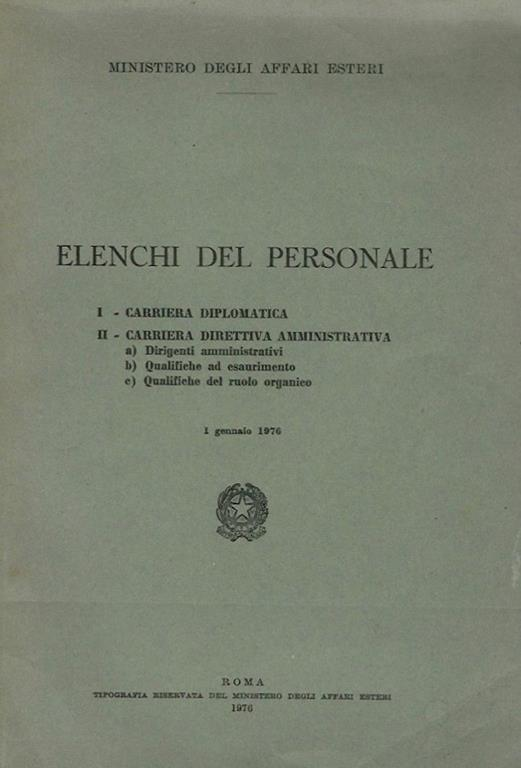 MINISTERO DEGLI AFFARI ESTERI
ELENCHI DEL PERSONALE
I - CARRIERA DIPLOMATICA
II - CARRIERA DIRETTIVA AMMINISTRATIVA
a) Dirigenti amministrativi
b) Qualifiche ad esaurimento
c) Qualifiche del ruolo organico
1 gennaio 1976
ROMA
TIPOGRAFIA RISERVATA DEL MINISTERO DEGLI AFFARI ESTERI
1976